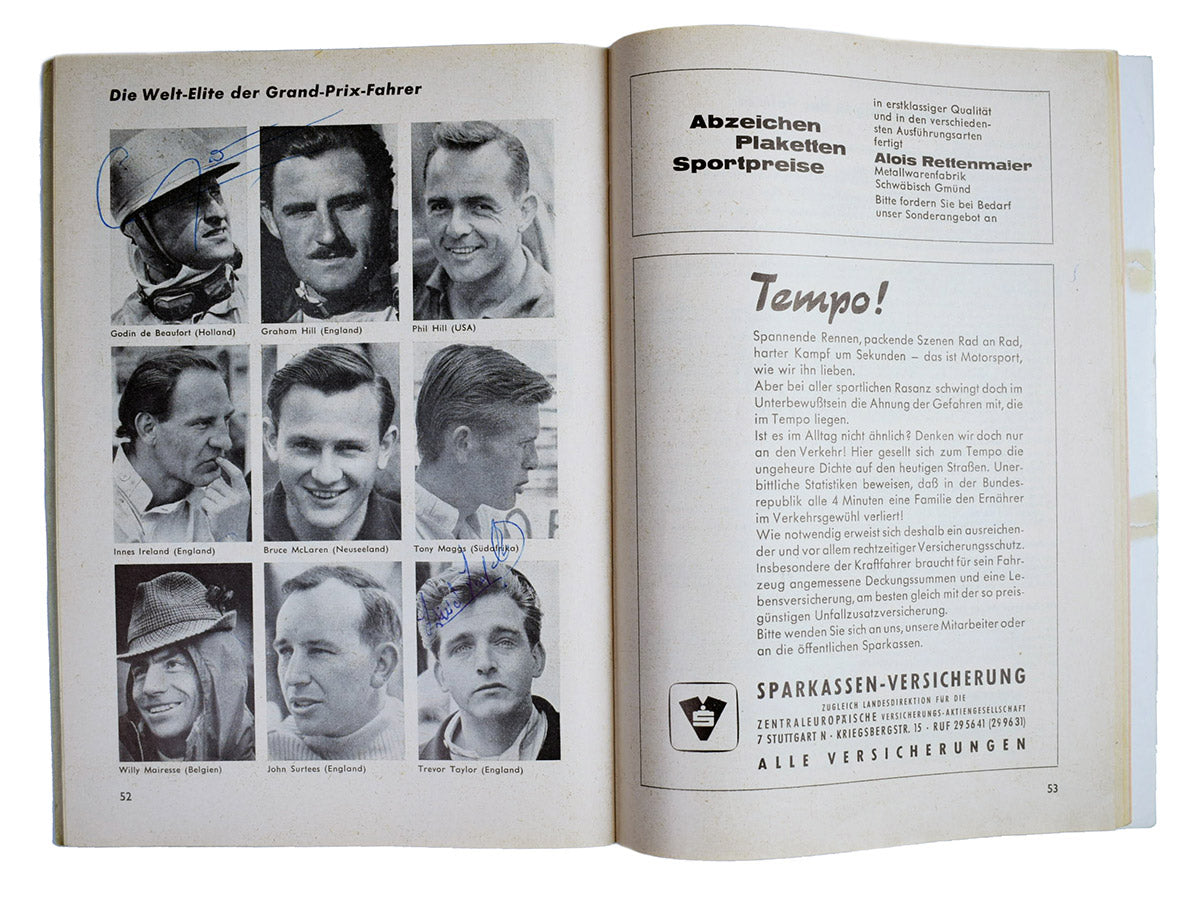 Die Welt-Elite der Grand-Prix-Fahrer
Godin de Beaufort (Holland)
Graham Hill (England)
Phil Hill (USA)
Innes Ireland (England)
Bruce McLaren (Neuseeland)
Tony Maggs (Südafrika)
Willy Mairesse (Belgien)
John Surtees (England)
Trevor Taylor (England)
52
Abzeichen
Plaketten
Sportpreise
in erstklassiger Qualität
und in den verschieden-
sten Ausführungsarten
fertigt
Alois Rettenmaier
Metallwarenfabrik
Schwäbisch Gmünd
Bitte fordern Sie bei Bedarf
unser Sonderangebot an
Tempo!
Spannende Rennen, packende Szenen Rad an Rad,
harter Kampf um Sekunden – das ist Motorsport,
wie wir ihn lieben.
Aber bei aller sportlichen Rasanz schwingt doch im
Unterbewußtsein die Ahnung der Gefahren mit, die
im Tempo liegen.
Ist es im Alltag nicht ähnlich? Denken wir doch nur
an den Verkehr! Hier gesellt sich zum Tempo die
ungeheure Dichte auf den heutigen Straßen. Uner-
bittliche Statistiken beweisen, daß in der Bundes-
republik alle 4 Minuten eine Familie den Ernährer
im Verkehrsgewühl verliert!
Wie notwendig erweist sich deshalb ein ausreichen-
der und vor allem rechtzeitiger Versicherungsschutz.
Insbesondere der Kraftfahrer braucht für sein Fahr-
zeug angemessene Deckungssummen und eine Le-
bensversicherung, am besten gleich mit der so preis-
günstigen Unfallzusatzversicherung.
Bitte wenden Sie sich an uns, unsere Mitarbeiter oder
an die öffentlichen Sparkassen.
SPARKASSEN-VERSICHERUNG
ZUGLEICH LANDESDIREKTION FÜR DIE
ZENTRALEUROPÄISCHE VERSICHERUNGS-AKTIENGESELLSCHAFT
7 STUTTGART N - KRIEGSBERGSTR. 15 - RUF 295641 (299631)
ALLE VERSICHERUNGEN
53